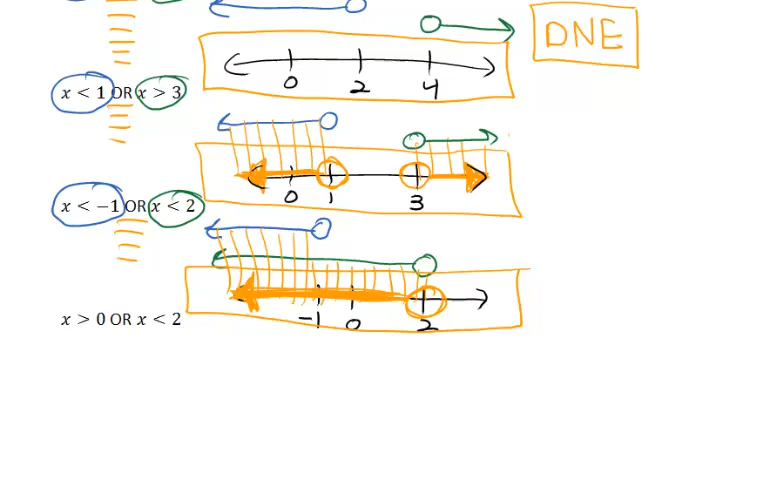 DNE
0 2 4
x < 1 OR x > 3
0 1 3
x < −1 OR x < 2
-1 0 2
x > 0 OR x < 2